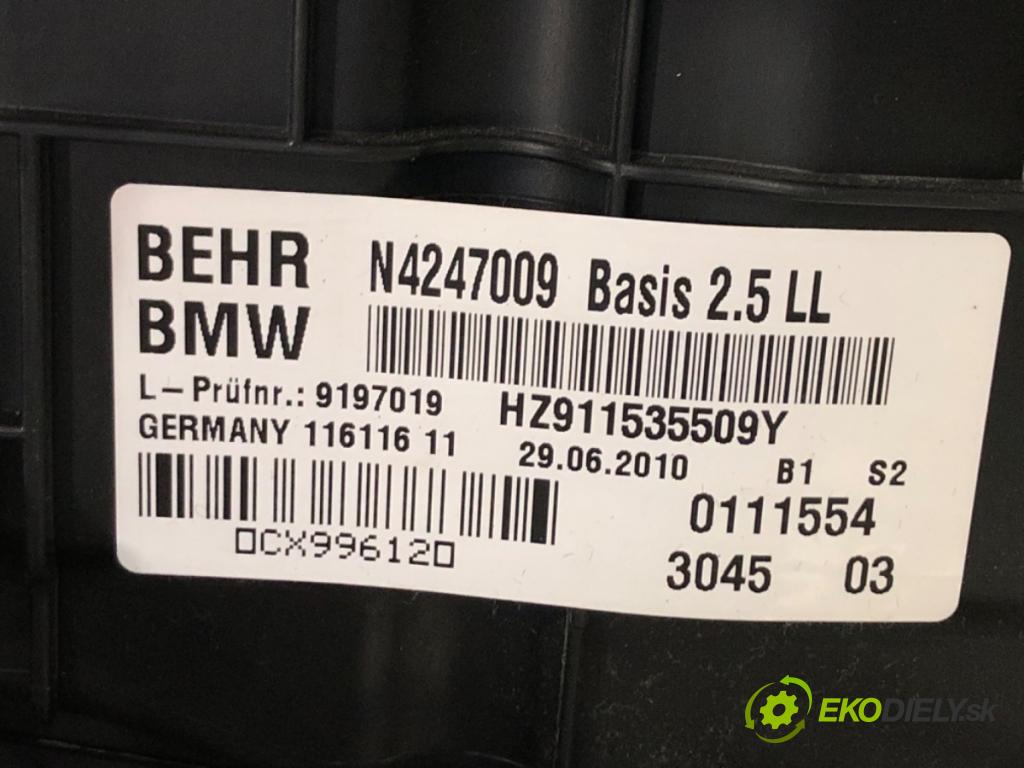 BEHR N4247009 Basis 2.5 LL
BMW
L-Prüfnr.: 9197019 HZ911535509Y
GERMANY 116116 11 29.06.2010 B1 S2
0111554
▯CX99612▯
3045 03
EKODIELY.sk